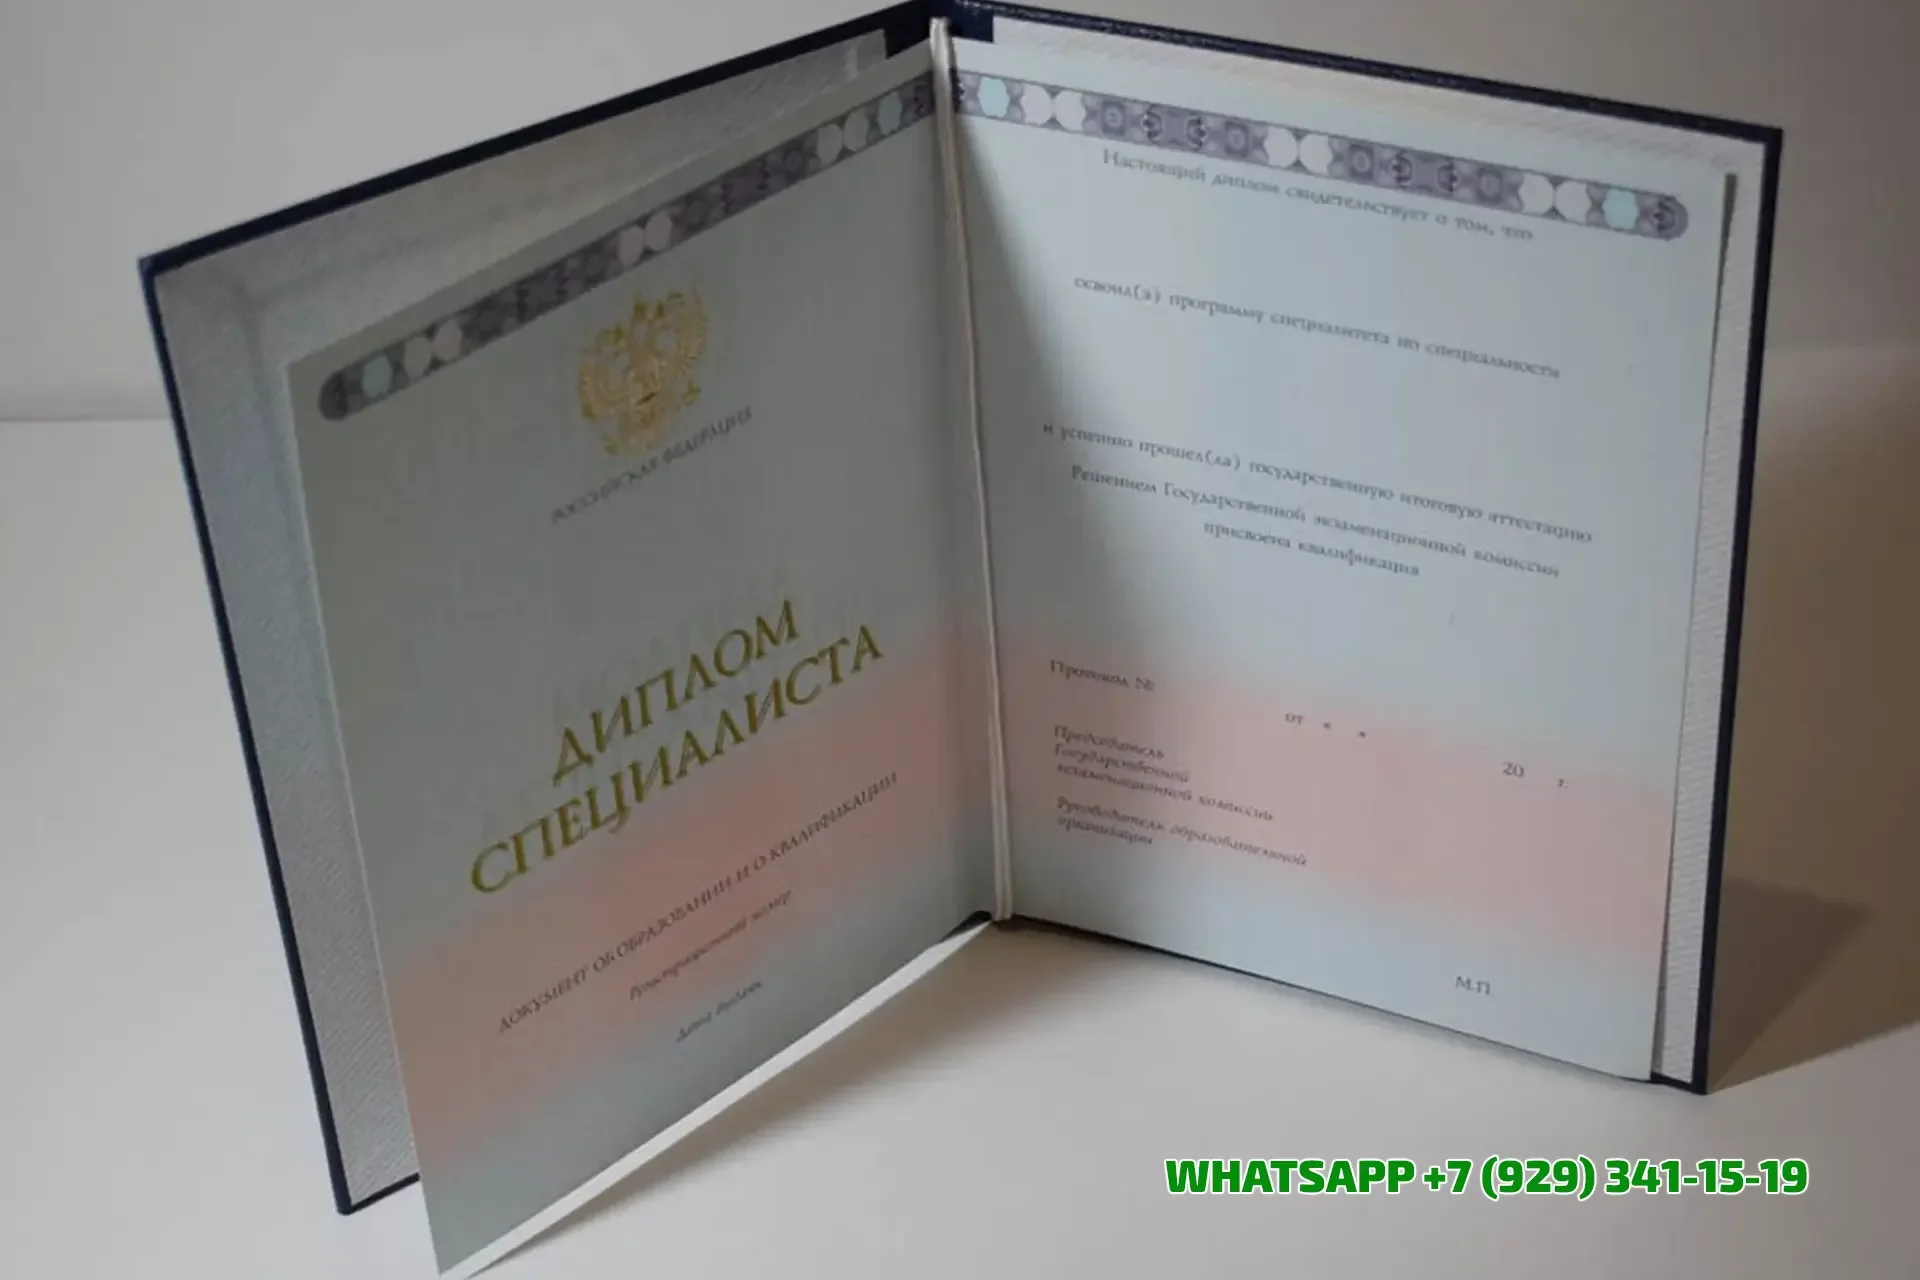 РОССИЙСКАЯ ФЕДЕРАЦИЯ
ДИПЛОМ
СПЕЦИАЛИСТА
ДОКУМЕНТ ОБ ОБРАЗОВАНИИ И О КВАЛИФИКАЦИИ
Регистрационный номер
Дата выдачи
Настоящий диплом свидетельствует о том, что
освоил(а) программу специалитета по специальности
и успешно прошел(ла) государственную итоговую аттестацию
Решением Государственной экзаменационной комиссии
присвоена квалификация
Протокол №
от « »
20 г.
Председатель
Государственной
экзаменационной комиссии
Руководитель образовательной
организации
М.П.
WHATSAPP +7 (929) 341-15-19